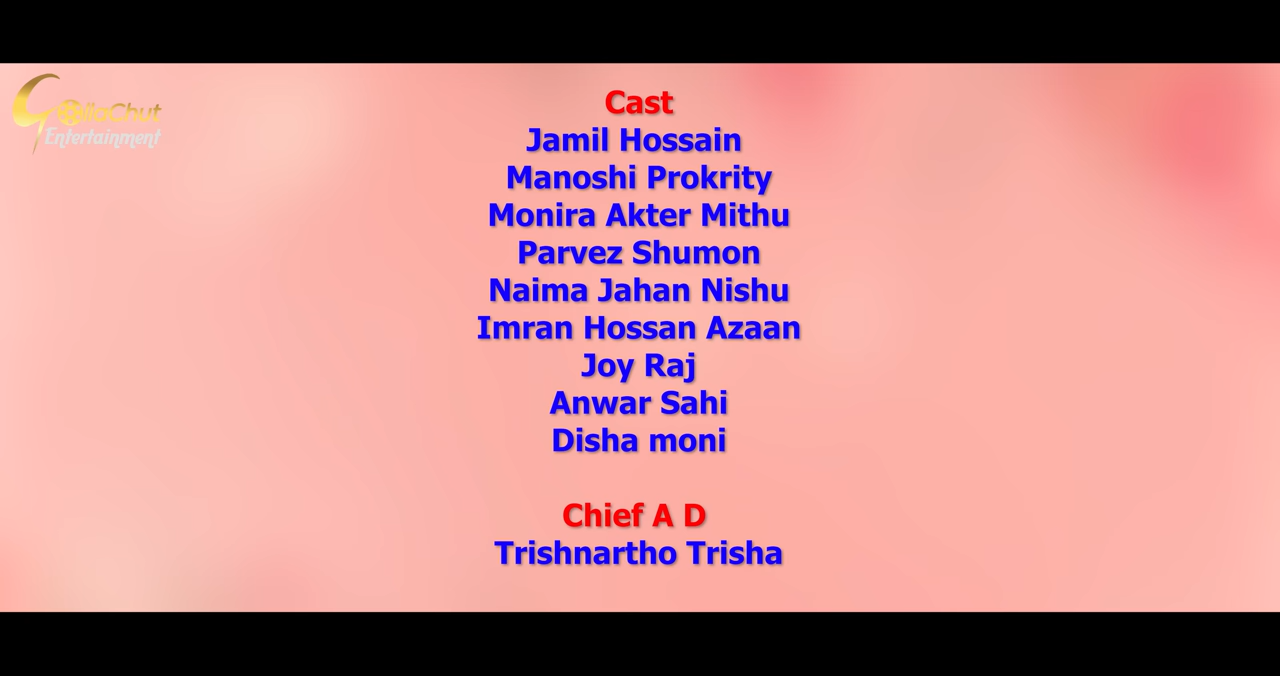 GollaChut
Entertainment
Cast
Jamil Hossain
Manoshi Prokrity
Monira Akter Mithu
Parvez Shumon
Naima Jahan Nishu
Imran Hossan Azaan
Joy Raj
Anwar Sahi
Disha moni
Chief A D
Trishnartho Trisha